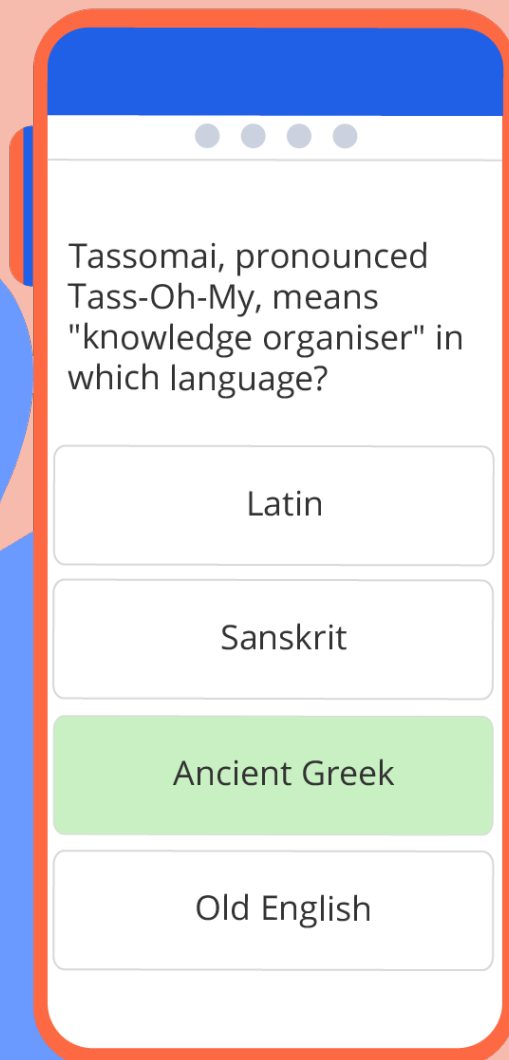 Tassomai, pronounced
Tass-Oh-My, means
"knowledge organiser" in
which language?
Latin
Sanskrit
Ancient Greek
Old English